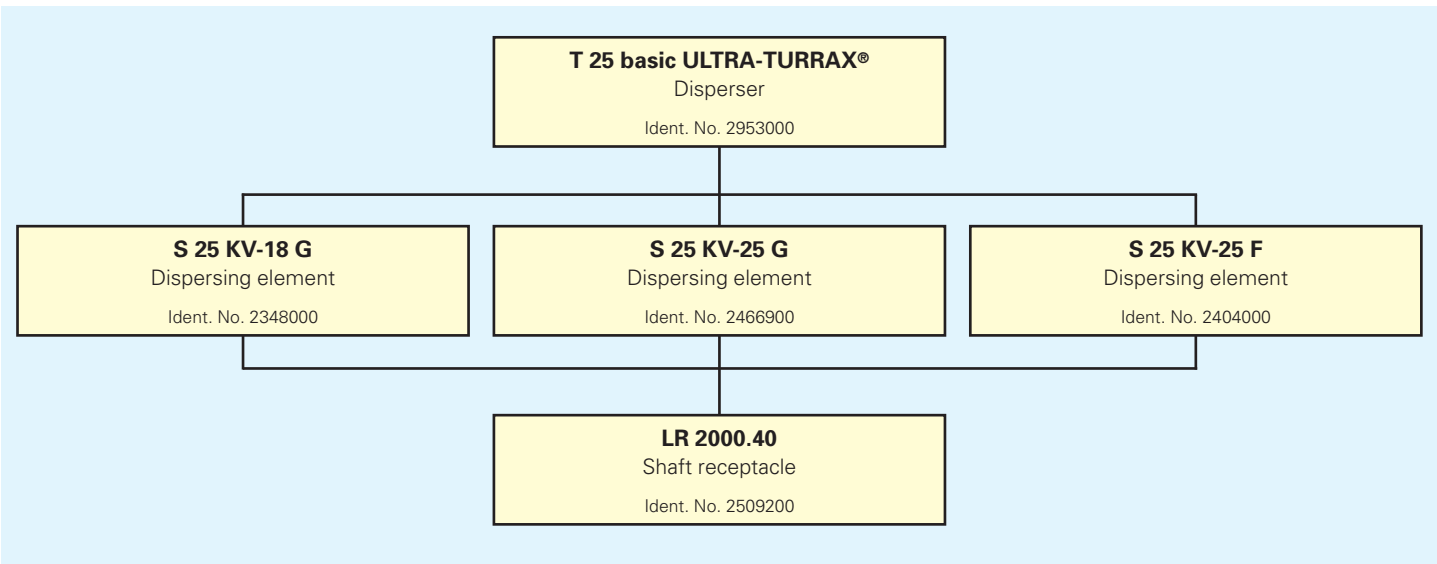 T 25 basic ULTRA-TURRAX®
Disperser
Ident. No. 2953000
S 25 KV-18 G
Dispersing element
Ident. No. 2348000
S 25 KV-25 G
Dispersing element
Ident. No. 2466900
S 25 KV-25 F
Dispersing element
Ident. No. 2404000
LR 2000.40
Shaft receptacle
Ident. No. 2509200